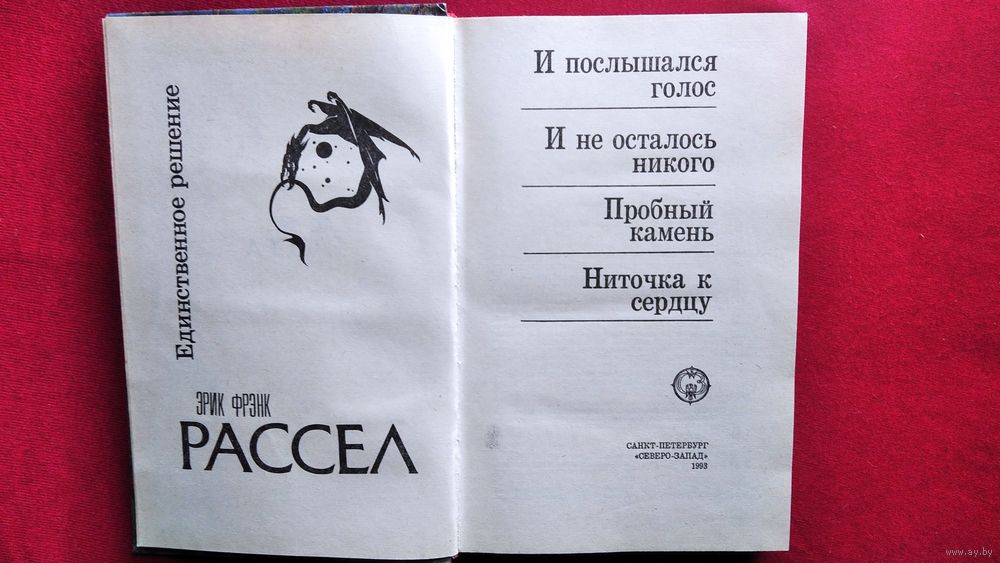 Единственное решение
ЭРИК ФРЭНК
РАССЕЛ
И послышался
голос
И не осталось
никого
Пробный
камень
Ниточка к
сердцу
САНКТ-ПЕТЕРБУРГ
«СЕВЕРО-ЗАПАД»
1993
www.ay.by